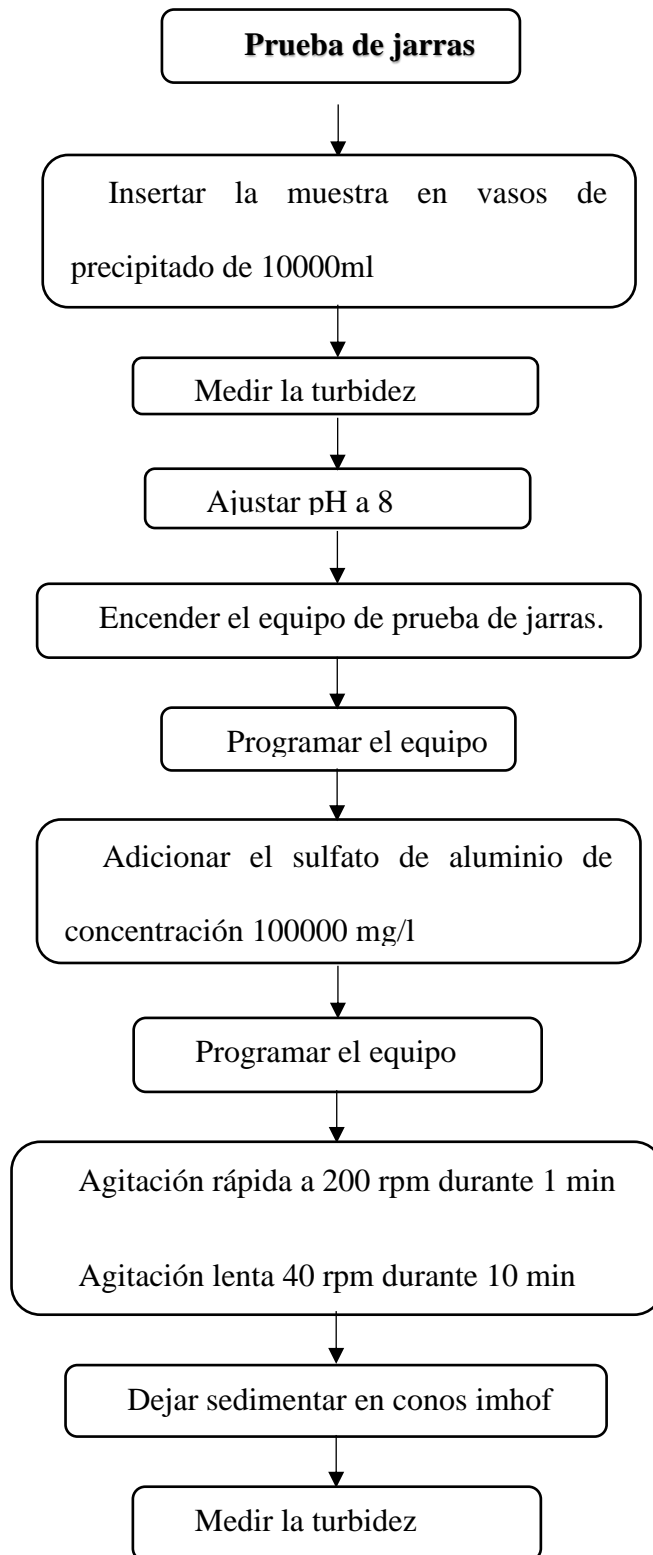 Prueba de jarras
Insertar la muestra en vasos de
precipitado de 10000ml
Medir la turbidez
Ajustar pH a 8
Encender el equipo de prueba de jarras.
Programar el equipo
Adicionar el sulfato de aluminio de
concentración 100000 mg/l
Programar el equipo
Agitación rápida a 200 rpm durante 1 min
Agitación lenta 40 rpm durante 10 min
Dejar sedimentar en conos imhof
Medir la turbidez